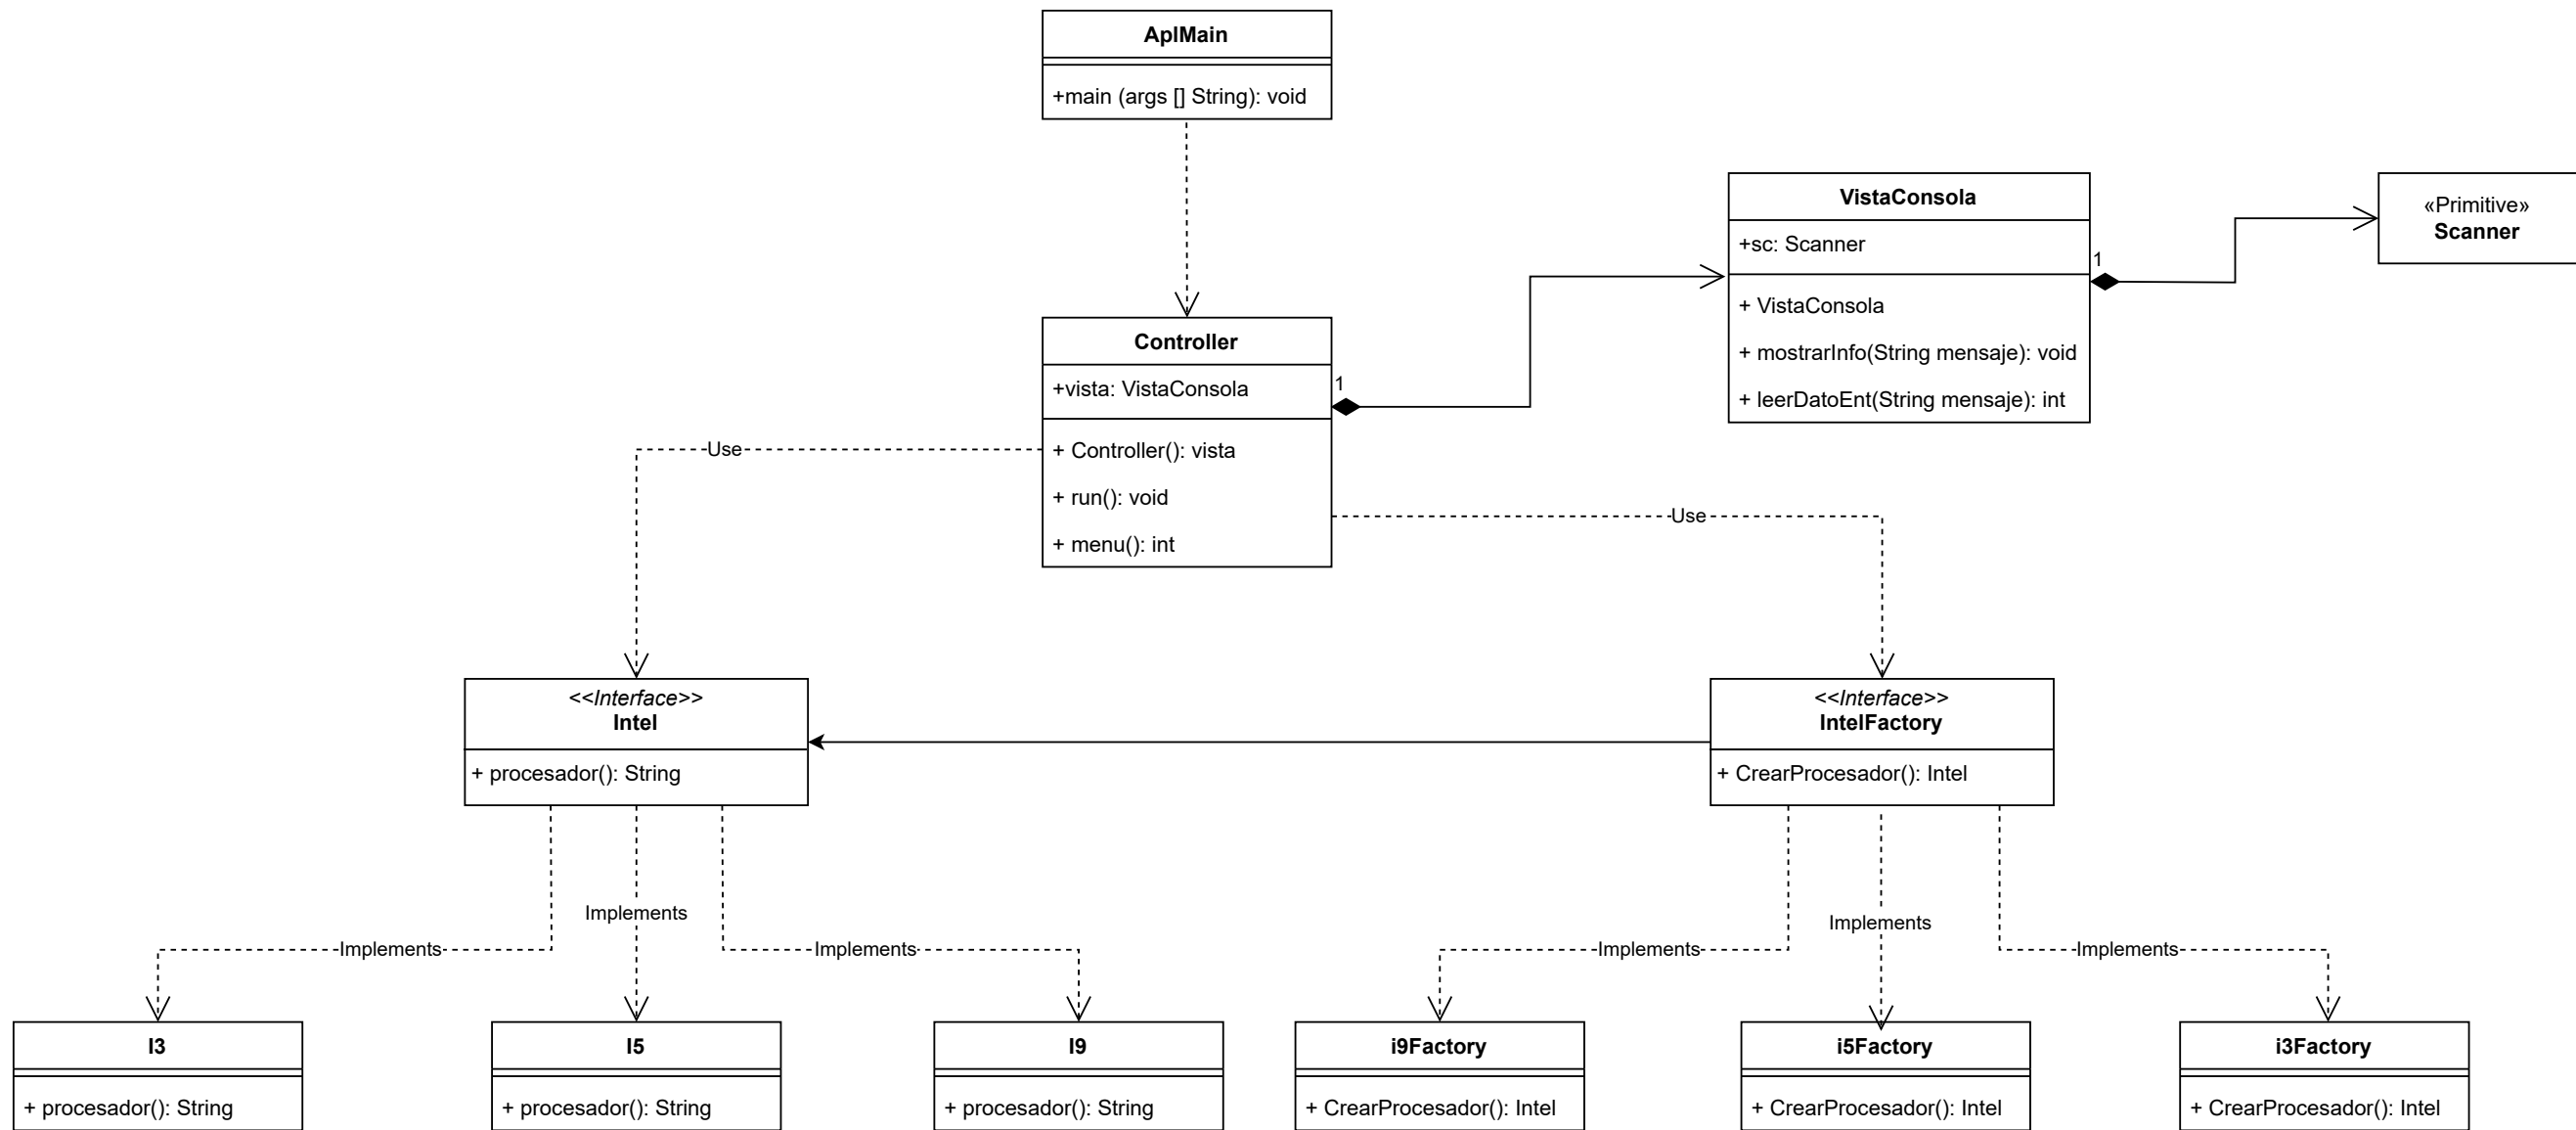 AplMain
+main (args [] String): void
VistaConsola
+sc: Scanner
+ VistaConsola
+ mostrarInfo(String mensaje): void
+ leerDatoEnt(String mensaje): int
1
«Primitive»
Scanner
Controller
+vista: VistaConsola
+ Controller(): vista
+ run(): void
+ menu(): int
1
Use
Use
<<Interface>>
Intel
+ procesador(): String
<<Interface>>
IntelFactory
+ CrearProcesador(): Intel
Implements
Implements
Implements
Implements
Implements
Implements
I3
+ procesador(): String
I5
+ procesador(): String
I9
+ procesador(): String
i9Factory
+ CrearProcesador(): Intel
i5Factory
+ CrearProcesador(): Intel
i3Factory
+ CrearProcesador(): Intel